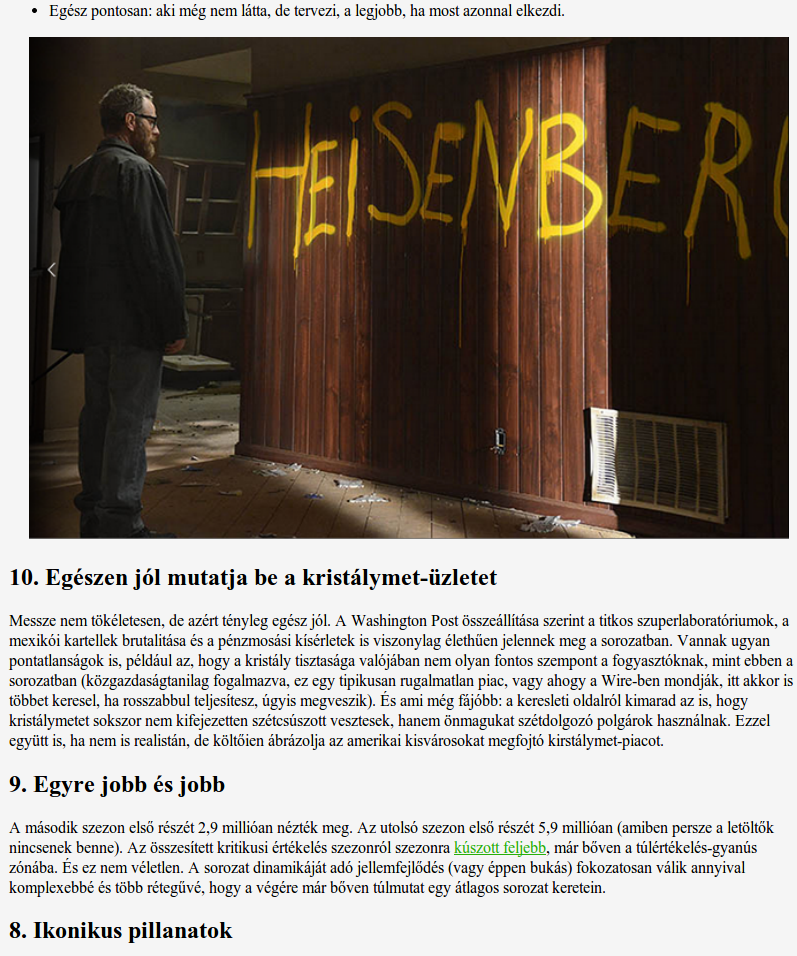 Egész pontosan: aki még nem látta, de tervezi, a legjobb, ha most azonnal elkezdi.
HEiSENBERG
10. Egészen jól mutatja be a kristálymet-üzletet
Messze nem tökéletesen, de azért tényleg egész jól. A Washington Post összeállítása szerint a titkos szuperlaboratóriumok, a
mexikói kartellek brutalitása és a pénzmosási kísérletek is viszonylag élethűen jelennek meg a sorozatban. Vannak ugyan
pontatlanságok is, például az, hogy a kristály tisztasága valójában nem olyan fontos szempont a fogyasztóknak, mint ebben a
sorozatban (közgazdaságtanilag fogalmazva, ez egy tipikusan rugalmatlan piac, vagy ahogy a Wire-ben mondják, itt akkor is
többet keresel, ha rosszabbul teljesítesz, úgyis megveszik). És ami még fájóbb: a keresleti oldalról kimarad az is, hogy
kristálymetet sokszor nem kifejezetten szétcsúszott vesztesek, hanem önmagukat szétdolgozó polgárok használnak. Ezzel
együtt is, ha nem is realistán, de költőien ábrázolja az amerikai kisvárosokat megfojtó kirstálymet-piacot.
9. Egyre jobb és jobb
A második szezon első részét 2,9 millióan nézték meg. Az utolsó szezon első részét 5,9 millióan (amiben persze a letöltők
nincsenek benne). Az összesített kritikusi értékelés szezonról szezonra kúszott feljebb, már bőven a túlértékelés-gyanús
zónába. És ez nem véletlen. A sorozat dinamikáját adó jellemfejlődés (vagy éppen bukás) fokozatosan válik annyival
komplexebbé és több rétegűvé, hogy a végére már bőven túlmutat egy átlagos sorozat keretein.
8. Ikonikus pillanatok